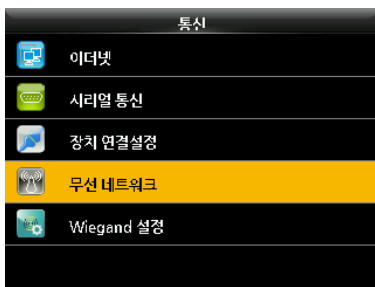 통신
이더넷
시리얼 통신
장치 연결설정
무선 네트워크
Wiegand 설정